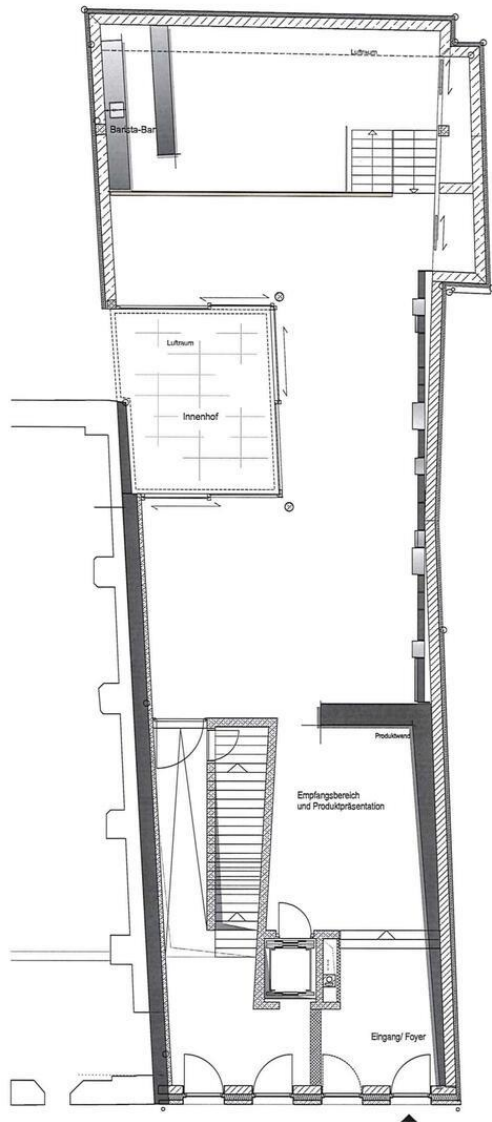 Luftraum
Barista-Bar
Luftraum
Innenhof
Produktwand
Empfangsbereich
und Produktpräsentation
Eingang/ Foyer